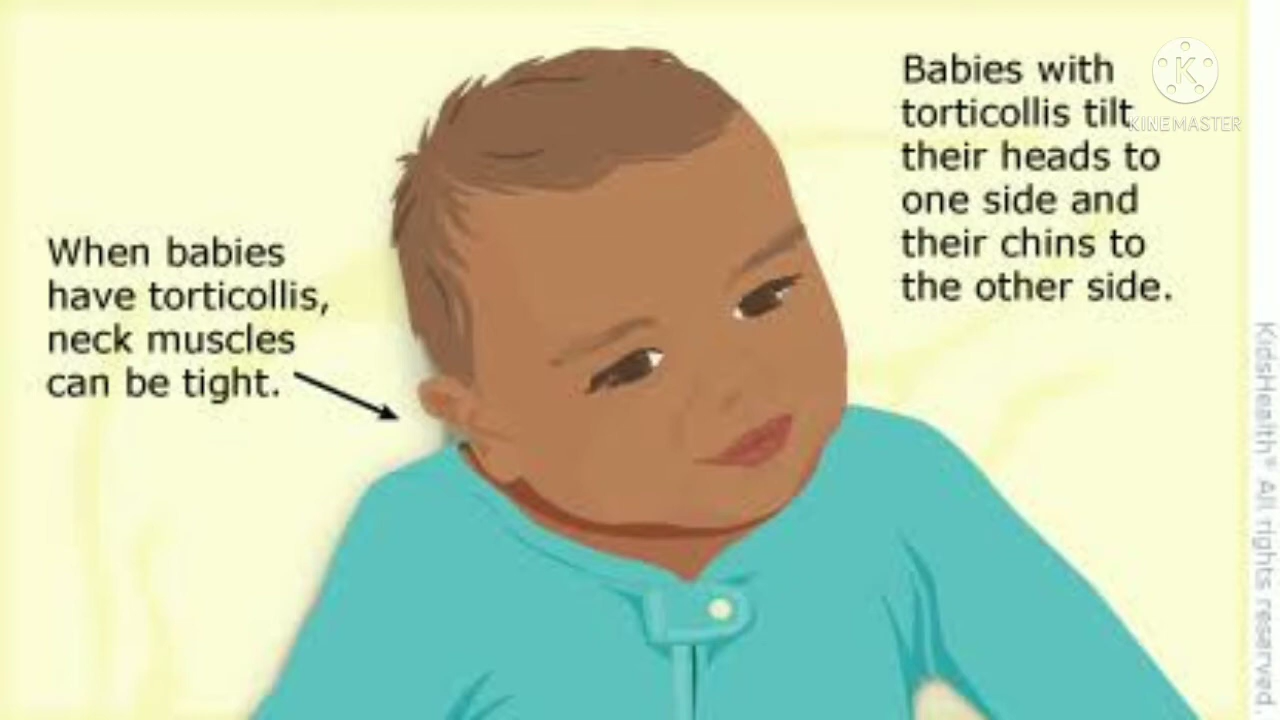 When babies
have torticollis,
neck muscles
can be tight.
Babies with
torticollis tilt
their heads to
one side and
their chins to
the other side.
K
KINEMASTER
KidsHealth® All rights reserved.